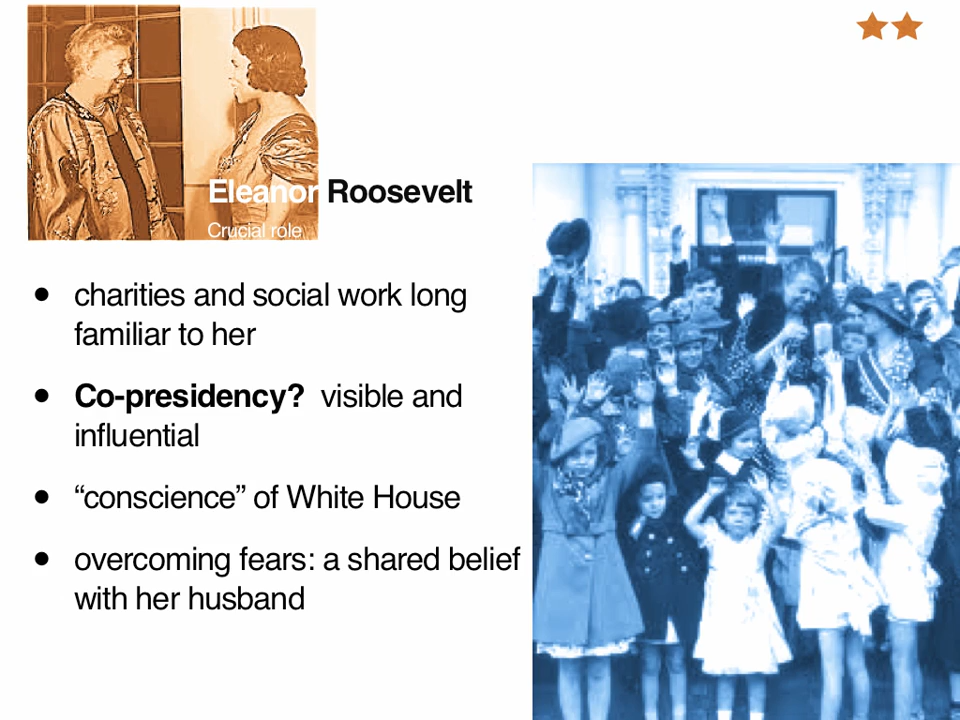 Eleanor Roosevelt
Crucial role
• charities and social work long
familiar to her
• Co-presidency? visible and
influential
• “conscience” of White House
• overcoming fears: a shared belief
with her husband